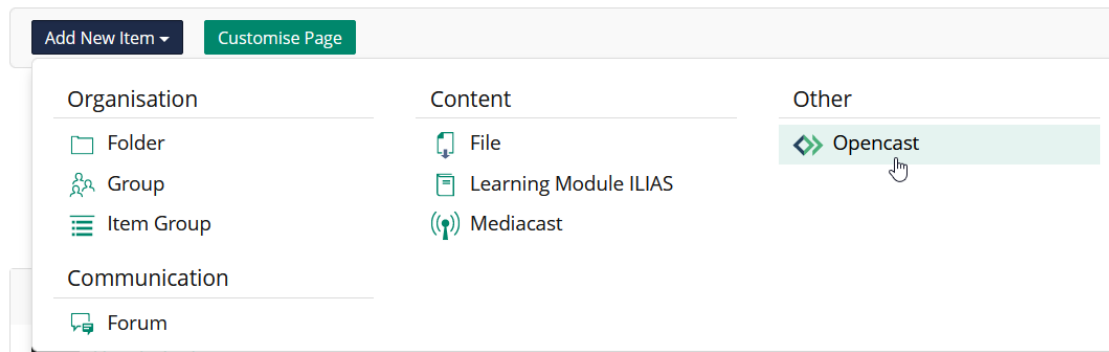 Add New Item
Customise Page
Organisation
Folder
Group
Item Group
Communication
Forum
Content
File
Learning Module ILIAS
Mediacast
Other
Opencast